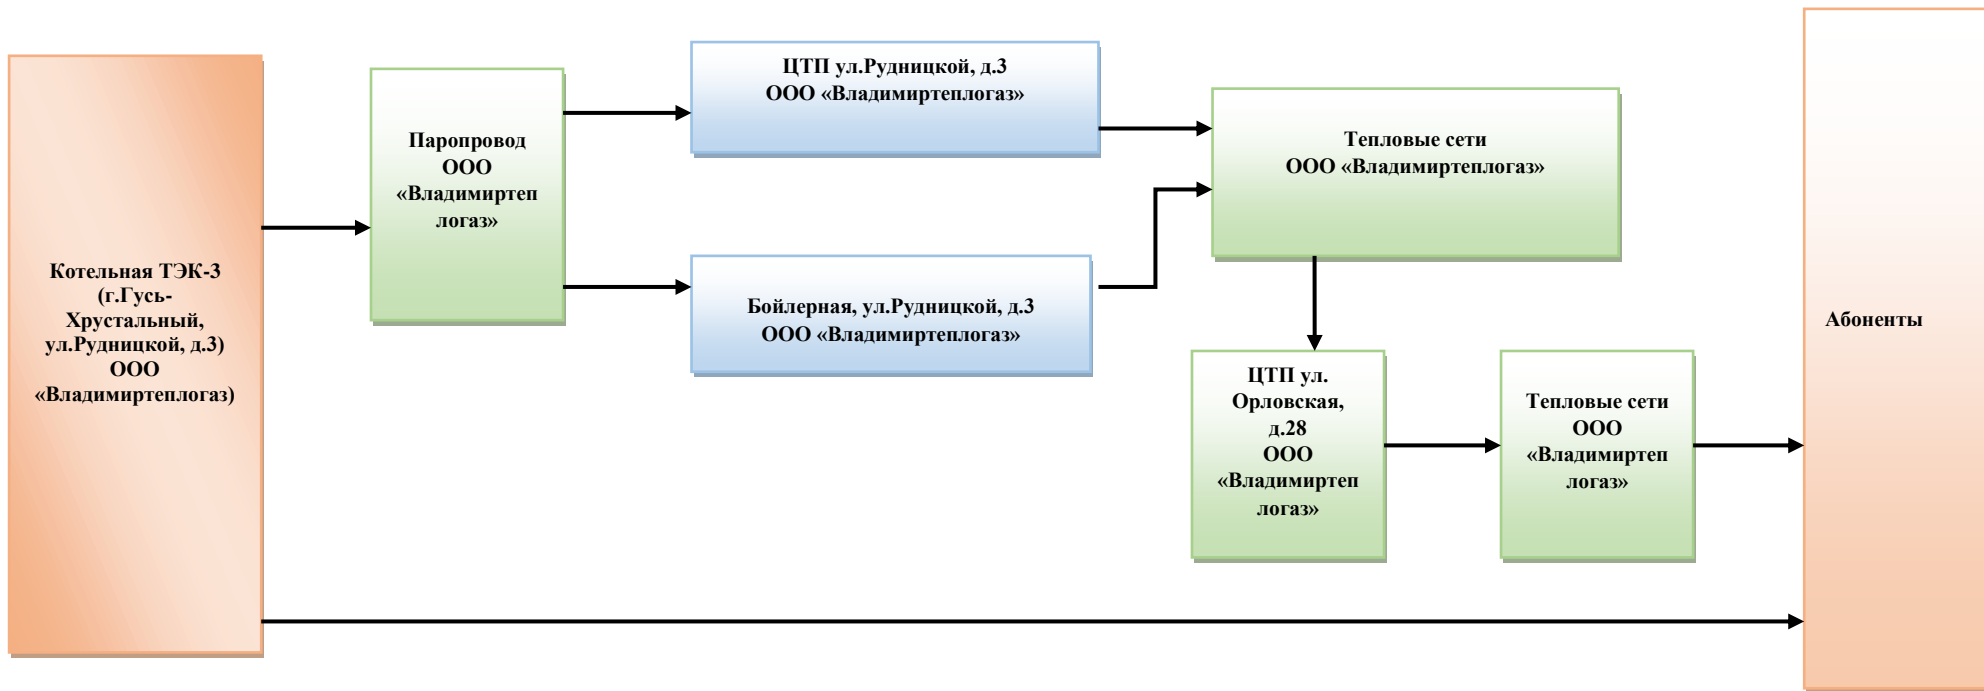 Котельная ТЭК-3
(г.Гусь-
Хрустальный,
ул.Рудницкой, д.3)
ООО
«Владимиртеплогаз)
Паропровод
ООО
«Владимиртеп
логаз»
ЦТП ул.Рудницкой, д.3
ООО «Владимиртеплогаз»
Бойлерная, ул.Рудницкой, д.3
ООО «Владимиртеплогаз»
Тепловые сети
ООО «Владимиртеплогаз»
ЦТП ул.
Орловская,
д.28
ООО
«Владимиртеп
логаз»
Тепловые сети
ООО
«Владимиртеп
логаз»
Абоненты